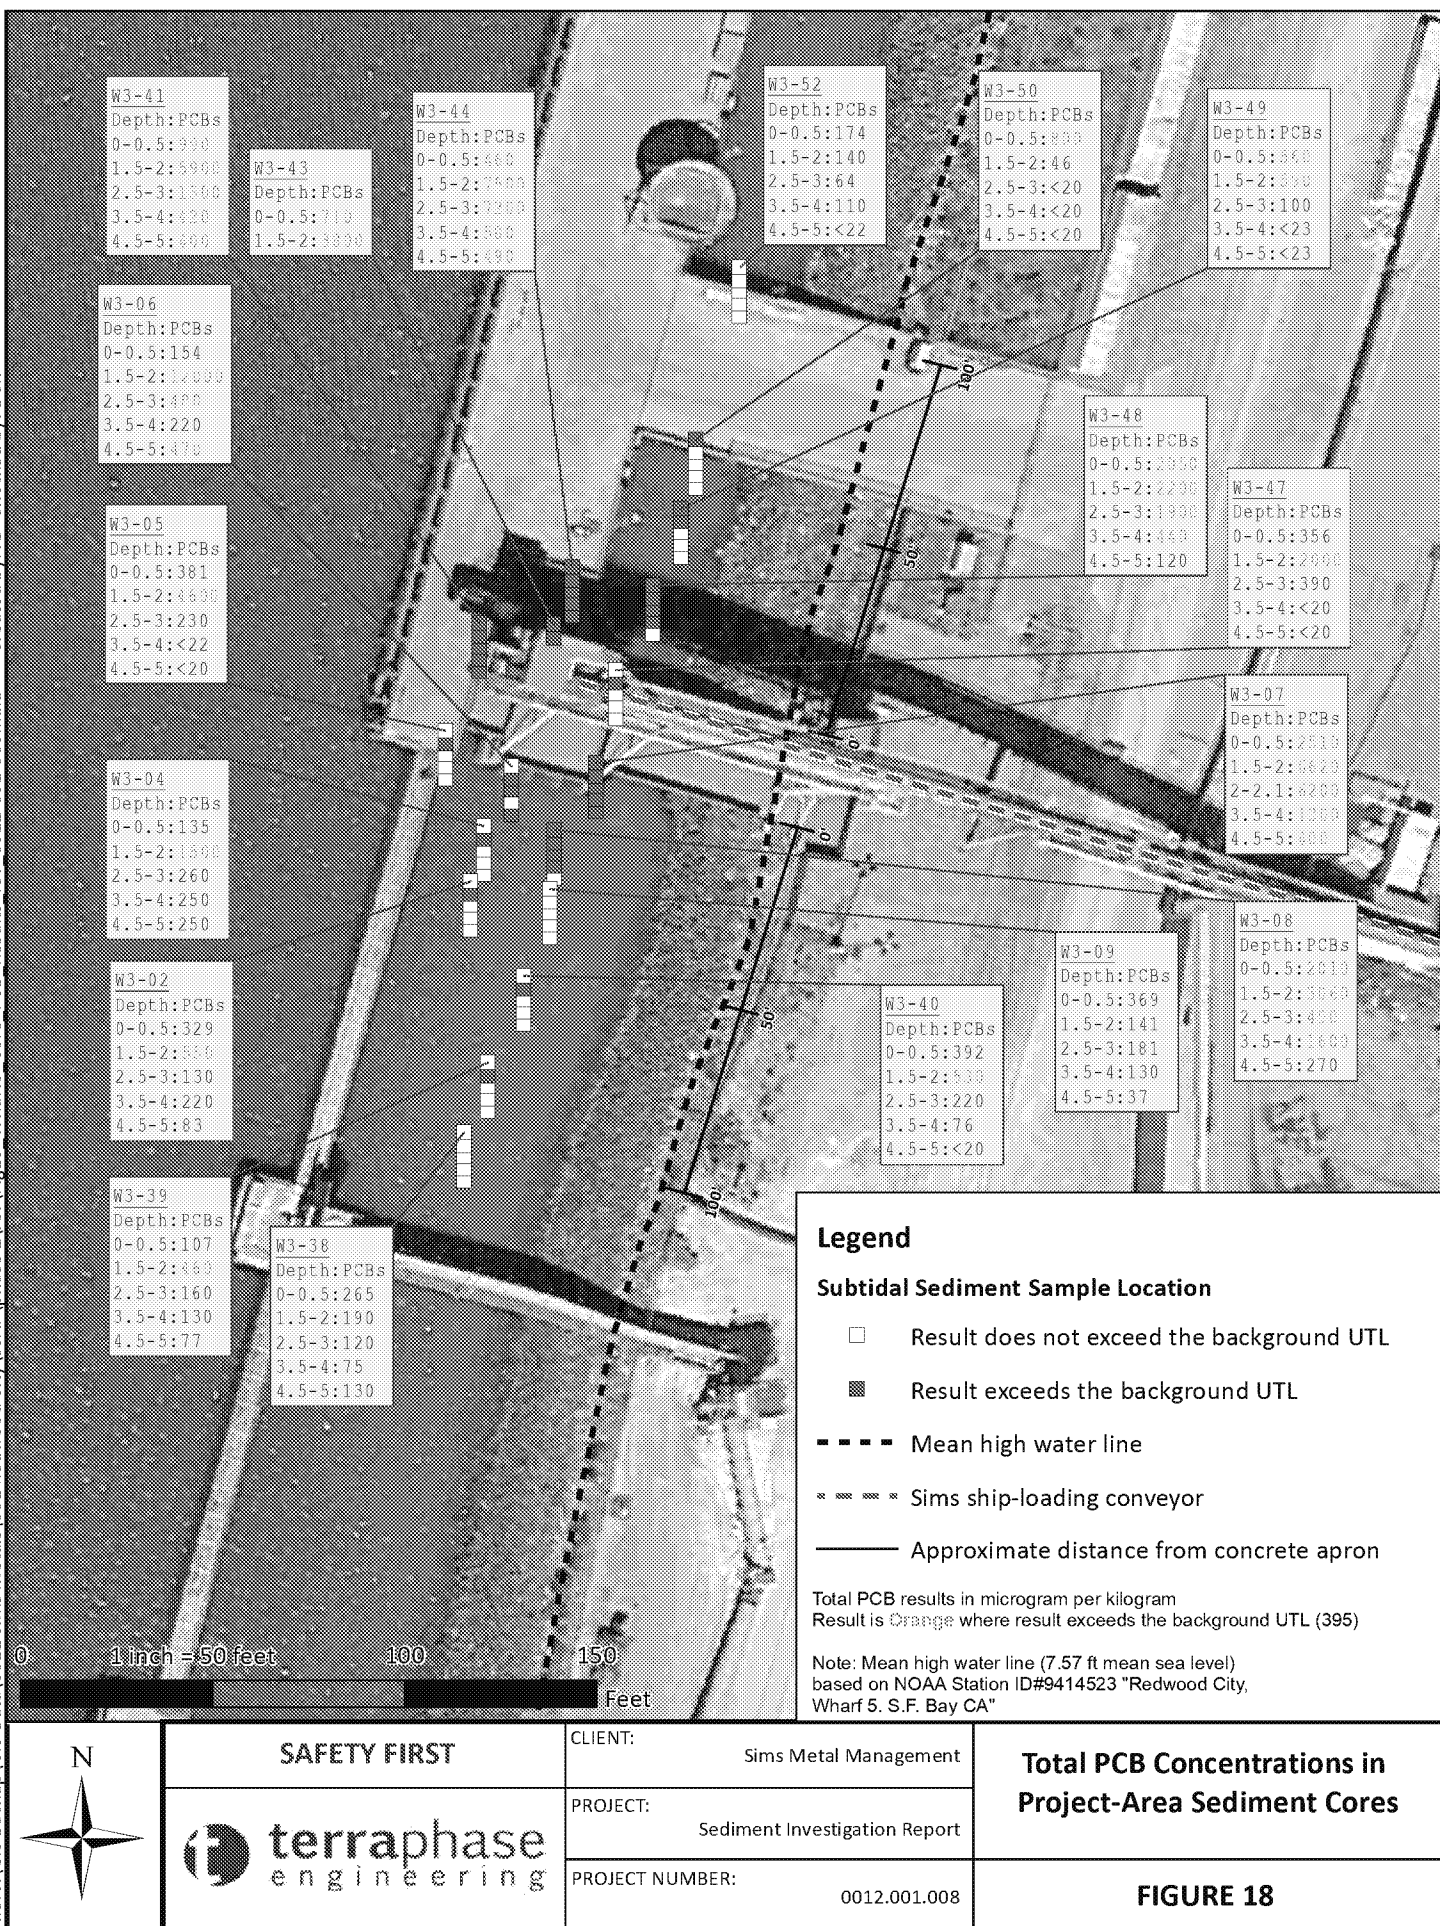 W3-41
Depth:PCBs
0-0.5:
1.5-2:5900
2.5-3:1300
3.5-4:
4.5-5:
W3-43
Depth:PCBs
0-0.5:
1.5-2:
W3-44
Depth:PCBs
0-0.5:
1.5-2:
2.5-3:
3.5-4:
4.5-5:490
W3-52
Depth:PCBs
0-0.5:174
1.5-2:140
2.5-3:64
3.5-4:110
4.5-5:<22
W3-50
Depth:PCBs
0-0.5:
1.5-2:46
2.5-3:<20
3.5-4:<20
4.5-5:<20
W3-49
Depth:PCBs
0-0.5:
1.5-2:
2.5-3:100
3.5-4:<23
4.5-5:<23
W3-06
Depth:PCBs
0-0.5:154
1.5-2:
2.5-3:
3.5-4:220
4.5-5:
W3-48
Depth:PCBs
0-0.5:
1.5-2:2200
2.5-3:1900
3.5-4:
4.5-5:120
W3-47
Depth:PCBs
0-0.5:356
1.5-2:2000
2.5-3:390
3.5-4:<20
4.5-5:<20
W3-05
Depth:PCBs
0-0.5:381
1.5-2:4600
2.5-3:230
3.5-4:<22
4.5-5:<20
W3-07
Depth:PCBs
0-0.5:2510
1.5-2:
2-2.1:
3.5-4:
4.5-5:
W3-04
Depth:PCBs
0-0.5:135
1.5-2:
2.5-3:260
3.5-4:250
4.5-5:250
W3-08
Depth:PCBs
0-0.5:2010
1.5-2:
2.5-3:
3.5-4:1600
4.5-5:270
W3-09
Depth:PCBs
0-0.5:369
1.5-2:141
2.5-3:181
3.5-4:130
4.5-5:37
W3-02
Depth:PCBs
0-0.5:329
1.5-2:
2.5-3:130
3.5-4:220
4.5-5:83
W3-40
Depth:PCBs
0-0.5:392
1.5-2:
2.5-3:220
3.5-4:76
4.5-5:<20
W3-39
Depth:PCBs
0-0.5:107
1.5-2:
2.5-3:160
3.5-4:130
4.5-5:77
W3-38
Depth:PCBs
0-0.5:265
1.5-2:190
2.5-3:120
3.5-4:75
4.5-5:130
100'
50'
0'
0'
50'
100'
Legend
Subtidal Sediment Sample Location
Result does not exceed the background UTL
Result exceeds the background UTL
Mean high water line
Sims ship-loading conveyor
Approximate distance from concrete apron
Total PCB results in microgram per kilogram
Result is Orange where result exceeds the background UTL (395)
Note: Mean high water line (7.57 ft mean sea level)
based on NOAA Station ID#9414523 "Redwood City,
Wharf 5. S.F. Bay CA"
0 1 inch = 50 feet 100 150
Feet
N
SAFETY FIRST
terraphase
engineering
CLIENT:
Sims Metal Management
PROJECT:
Sediment Investigation Report
PROJECT NUMBER:
0012.001.008
Total PCB Concentrations in
Project-Area Sediment Cores
FIGURE 18